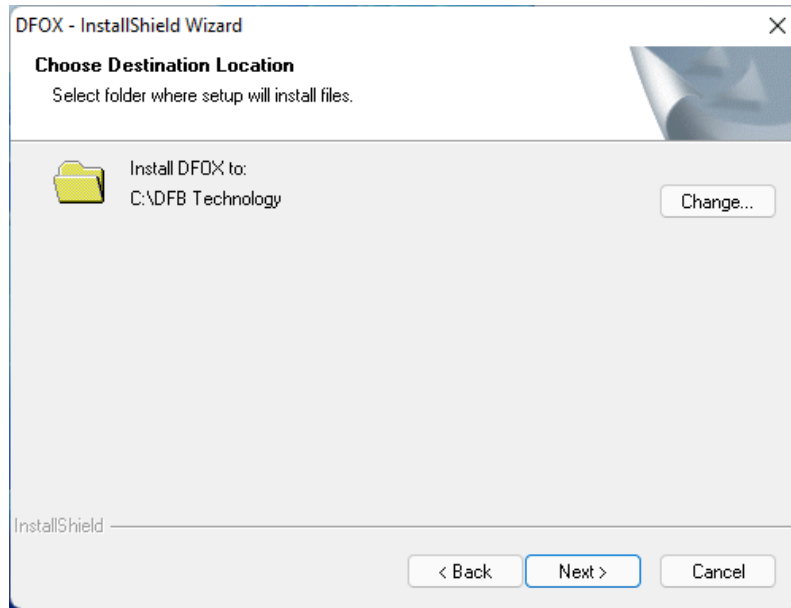 DFOX - InstallShield Wizard
Choose Destination Location
Select folder where setup will install files.
Install DFOX to:
C:\DFB Technology
Change...
InstallShield
< Back
Next >
Cancel